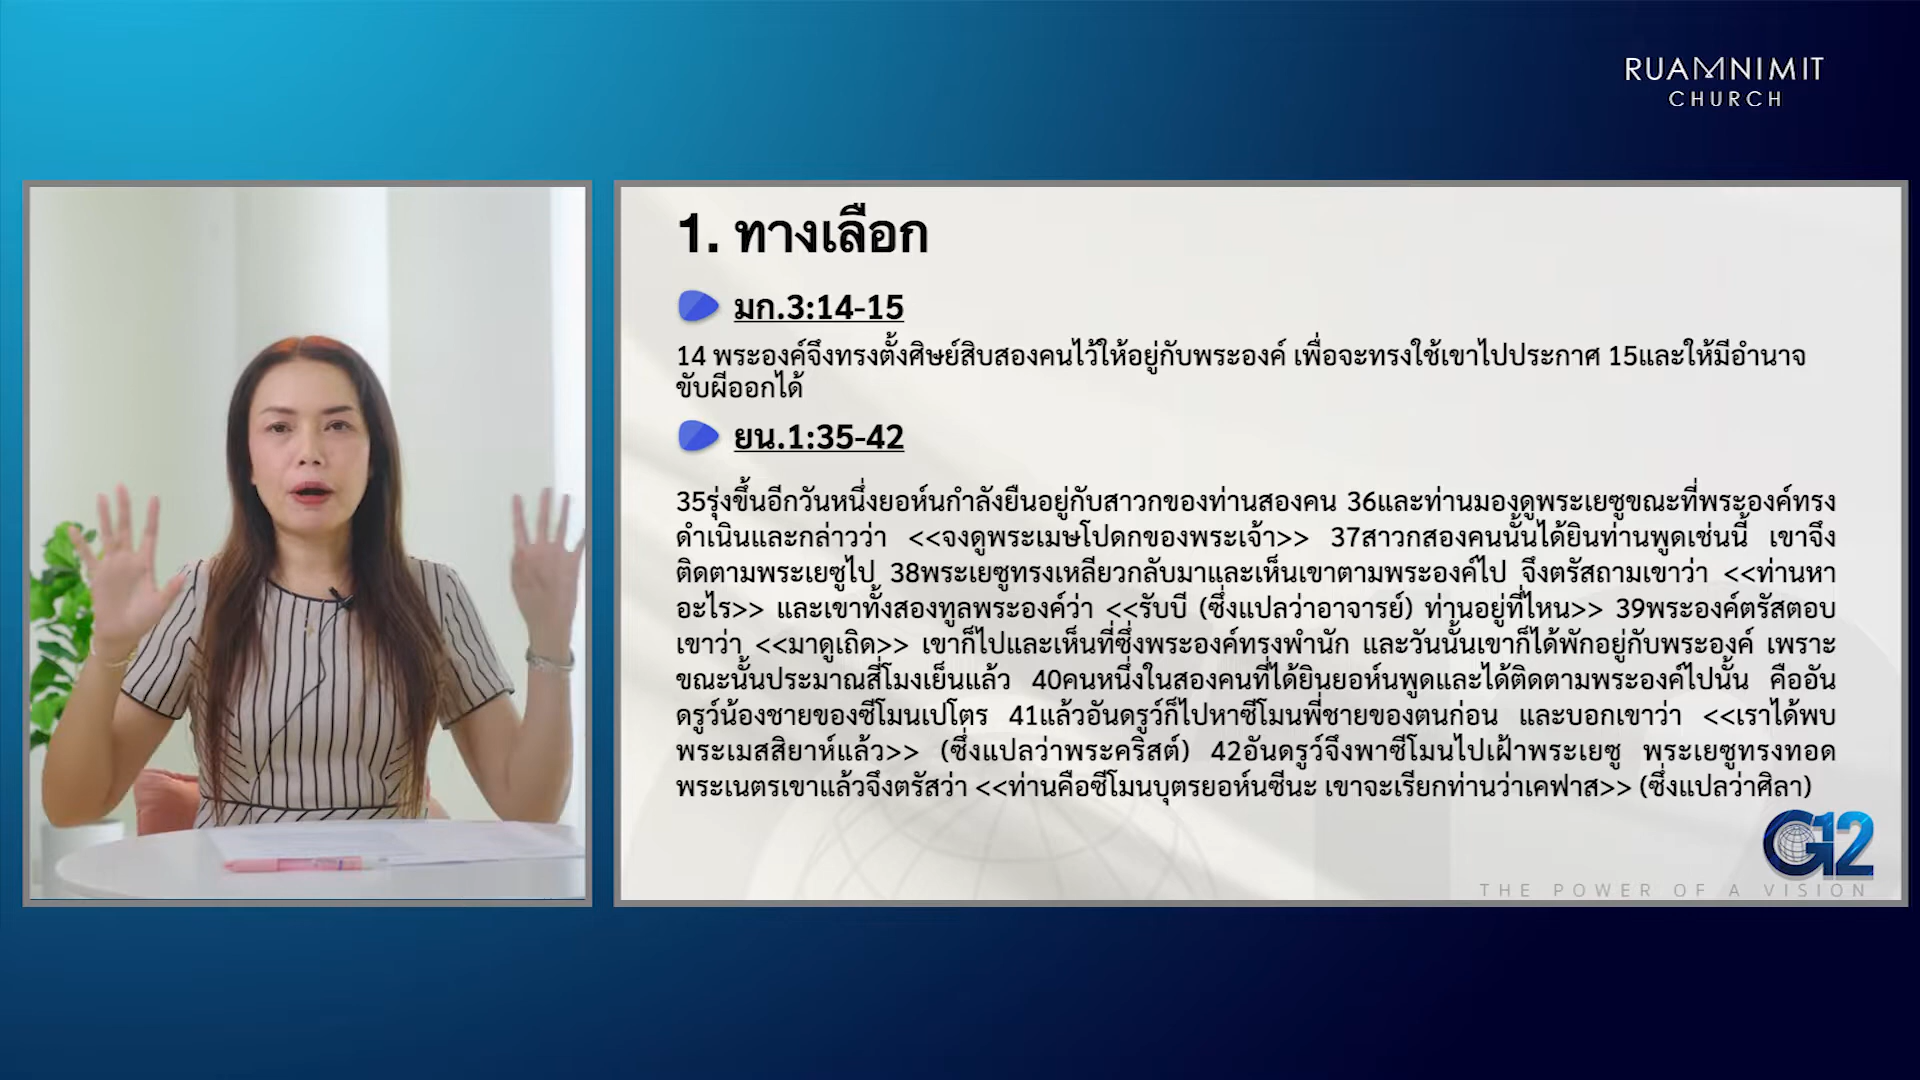 RUAMNIMIT
CHURCH
1. ทางเลือก
มก.3:14-15
14 พระองค์จึงทรงตั้งศิษย์สิบสองคนไว้ให้อยู่กับพระองค์ เพื่อจะทรงใช้เขาไปประกาศ 15และให้มีอำนาจ
ขับผีออกได้
ยน.1:35-42
35รุ่งขึ้นอีกวันหนึ่งยอห์นกำลังยืนอยู่กับสาวกของท่านสองคน 36และท่านมองดูพระเยซูขณะที่พระองค์ทรง
ดำเนินและกล่าวว่า <<จงดูพระเมษโปดกของพระเจ้า>> 37สาวกสองคนนั้นได้ยินท่านพูดเช่นนี้ เขาจึง
ติดตามพระเยซูไป 38พระเยซูทรงเหลียวกลับมาและเห็นเขาตามพระองค์ไป จึงตรัสถามเขาว่า <<ท่านหา
อะไร>> และเขาทั้งสองทูลพระองค์ว่า <<รับบี (ซึ่งแปลว่าอาจารย์) ท่านอยู่ที่ไหน>> 39พระองค์ตรัสตอบ
เขาว่า <<มาดูเถิด>> เขาก็ไปและเห็นที่ซึ่งพระองค์ทรงพำนัก และวันนั้นเขาก็ได้พักอยู่กับพระองค์ เพราะ
ขณะนั้นประมาณสี่โมงเย็นแล้ว 40คนหนึ่งในสองคนที่ได้ยินยอห์นพูดและได้ติดตามพระองค์ไปนั้น คืออัน
ดรูว์น้องชายของซีโมนเปโตร 41แล้วอันดรูว์ก็ไปหาซีโมนพี่ชายของตนก่อน และบอกเขาว่า <<เราได้พบ
พระเมสสิยาห์แล้ว>> (ซึ่งแปลว่าพระคริสต์) 42อันดรูว์จึงพาซีโมนไปเฝ้าพระเยซู พระเยซูทรงทอด
พระเนตรเขาแล้วจึงตรัสว่า <<ท่านคือซีโมนบุตรยอห์นซีนะ เขาจะเรียกท่านว่าเคฟาส>> (ซึ่งแปลว่าศิลา)
G12
THE POWER OF A VISION